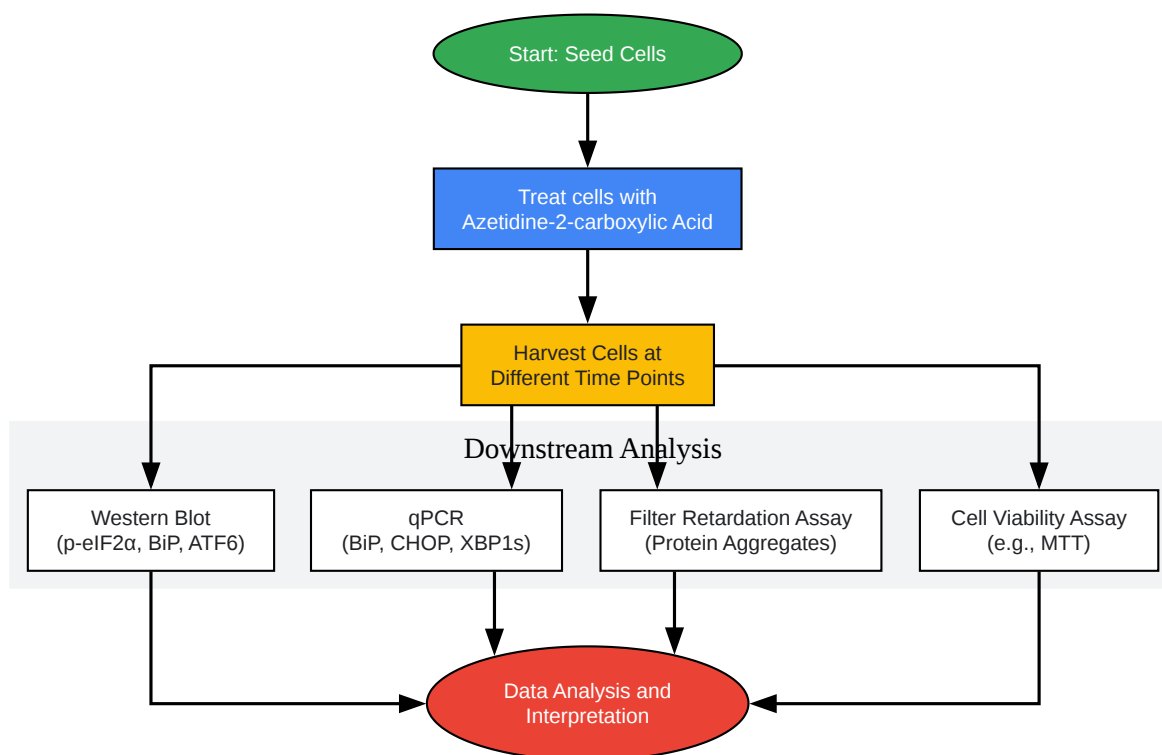 Start: Seed Cells
Treat cells with
Azetidine-2-carboxylic Acid
Harvest Cells at
Different Time Points
Downstream Analysis
Western Blot
(p-eIF2α, BiP, ATF6)
qPCR
(BiP, CHOP, XBP1s)
Filter Retardation Assay
(Protein Aggregates)
Cell Viability Assay
(e.g., MTT)
Data Analysis and
Interpretation